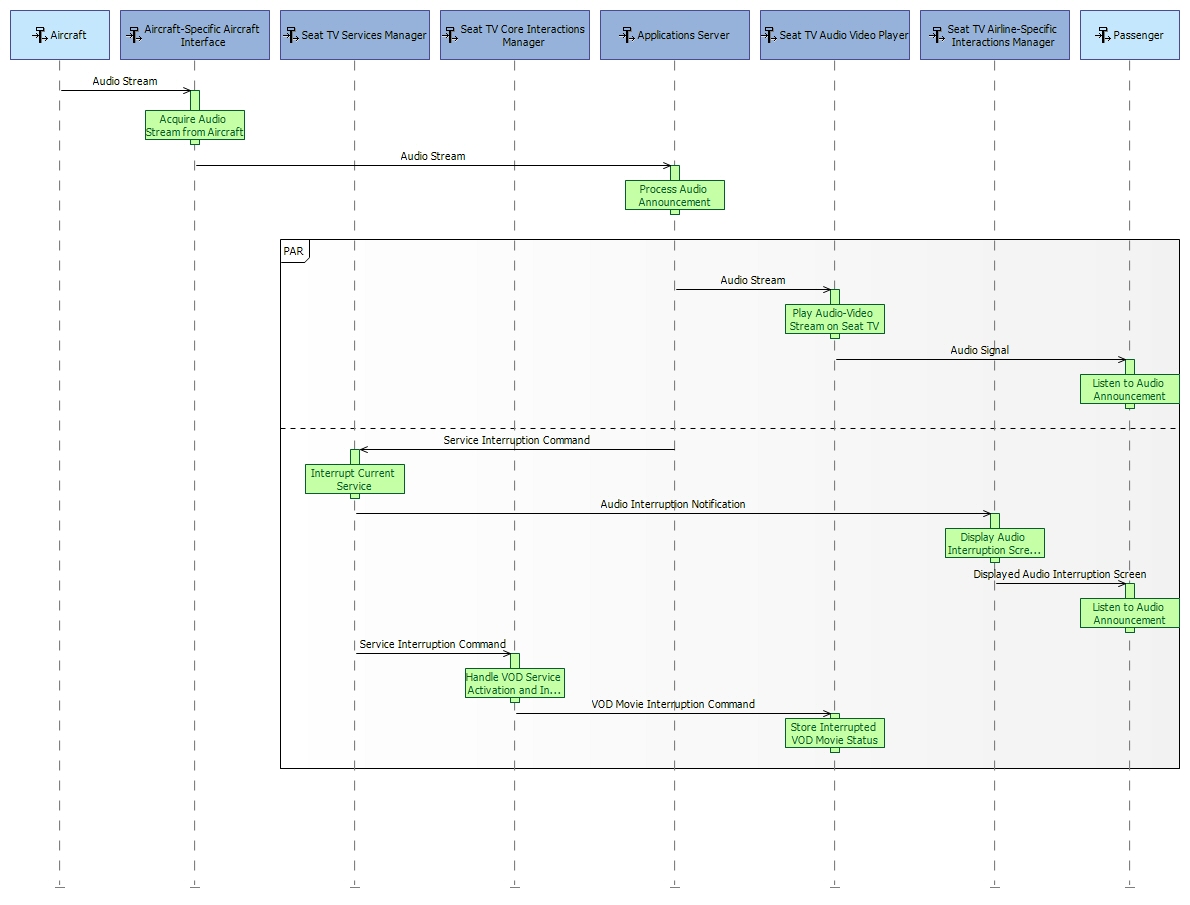 Aircraft
Aircraft-Specific Aircraft
Interface
Seat TV Services Manager
Seat TV Core Interactions
Manager
Applications Server
Seat TV Audio Video Player
Seat TV Airline-Specific
Interactions Manager
Passenger
Audio Stream
Acquire Audio
Stream from Aircraft
Audio Stream
Process Audio
Announcement
PAR
Audio Stream
Play Audio-Video
Stream on Seat TV
Audio Signal
Listen to Audio
Announcement
Service Interruption Command
Interrupt Current
Service
Audio Interruption Notification
Display Audio
Interruption Scre...
Displayed Audio Interruption Screen
Listen to Audio
Announcement
Service Interruption Command
Handle VOD Service
Activation and In...
VOD Movie Interruption Command
Store Interrupted
VOD Movie Status